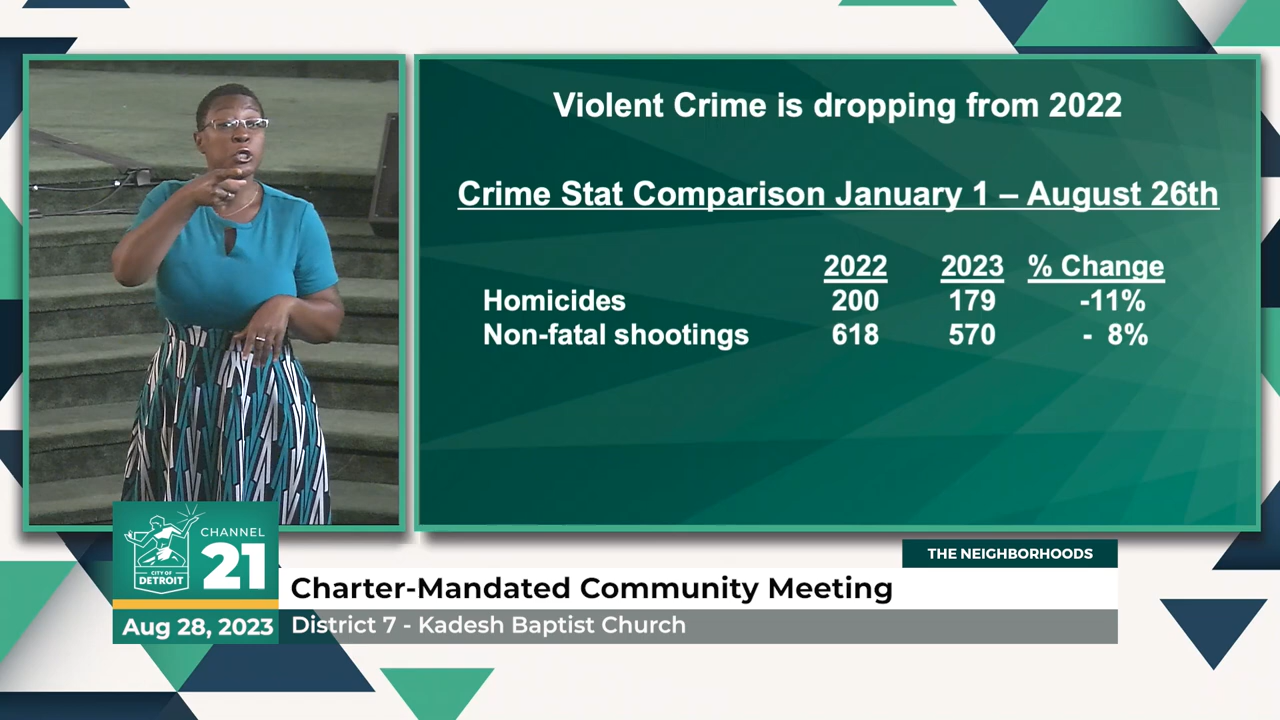 Violent Crime is dropping from 2022
Crime Stat Comparison January 1 – August 26th
2022 2023 % Change
Homicides 200 179 -11%
Non-fatal shootings 618 570 - 8%
CHANNEL
21
CITY OF
DETROIT
THE NEIGHBORHOODS
Charter-Mandated Community Meeting
Aug 28, 2023
District 7 - Kadesh Baptist Church